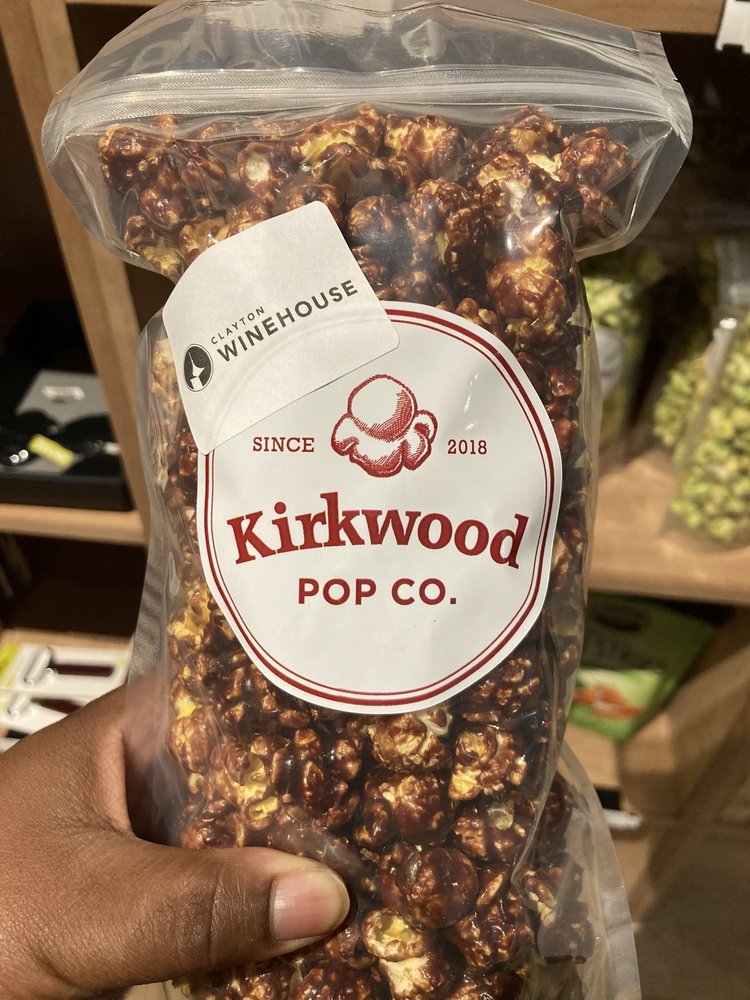 CLAYTON
WINEHOUSE
SINCE 2018
Kirkwood
POP CO.